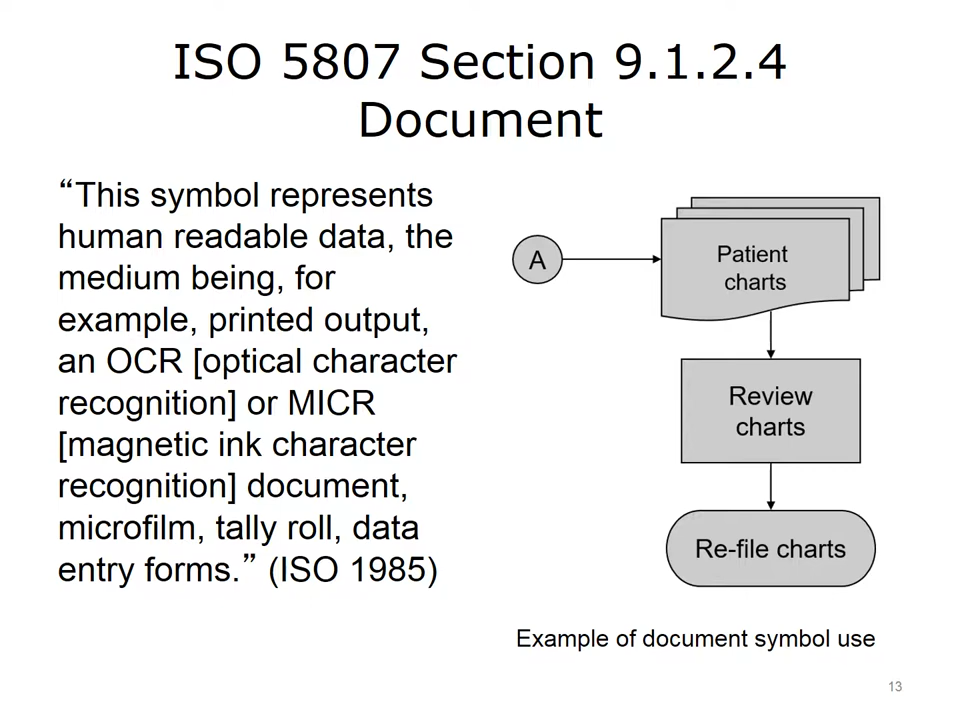 ISO 5807 Section 9.1.2.4
Document
“This symbol represents
human readable data, the
medium being, for
example, printed output,
an OCR [optical character
recognition] or MICR
[magnetic ink character
recognition] document,
microfilm, tally roll, data
entry forms.” (ISO 1985)
A
Patient
charts
Review
charts
Re-file charts
Example of document symbol use
13